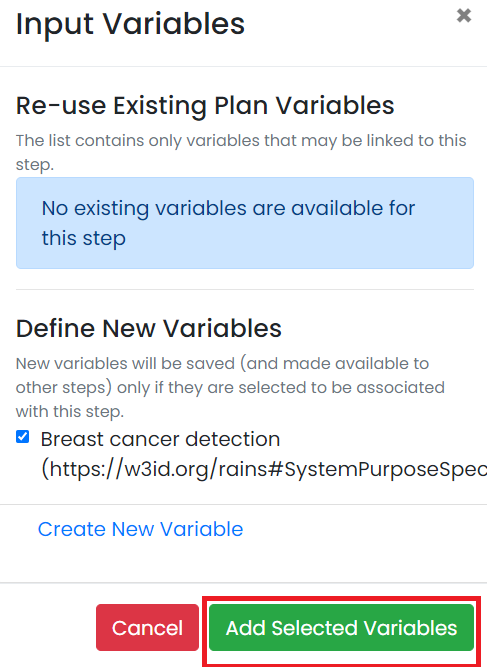 Input Variables
Re-use Existing Plan Variables
The list contains only variables that may be linked to this
step.
No existing variables are available for
this step
Define New Variables
New variables will be saved (and made available to
other steps) only if they are selected to be associated
with this step.
Breast cancer detection
(https://w3id.org/rains#SystemPurposeSpec
Create New Variable
Cancel
Add Selected Variables